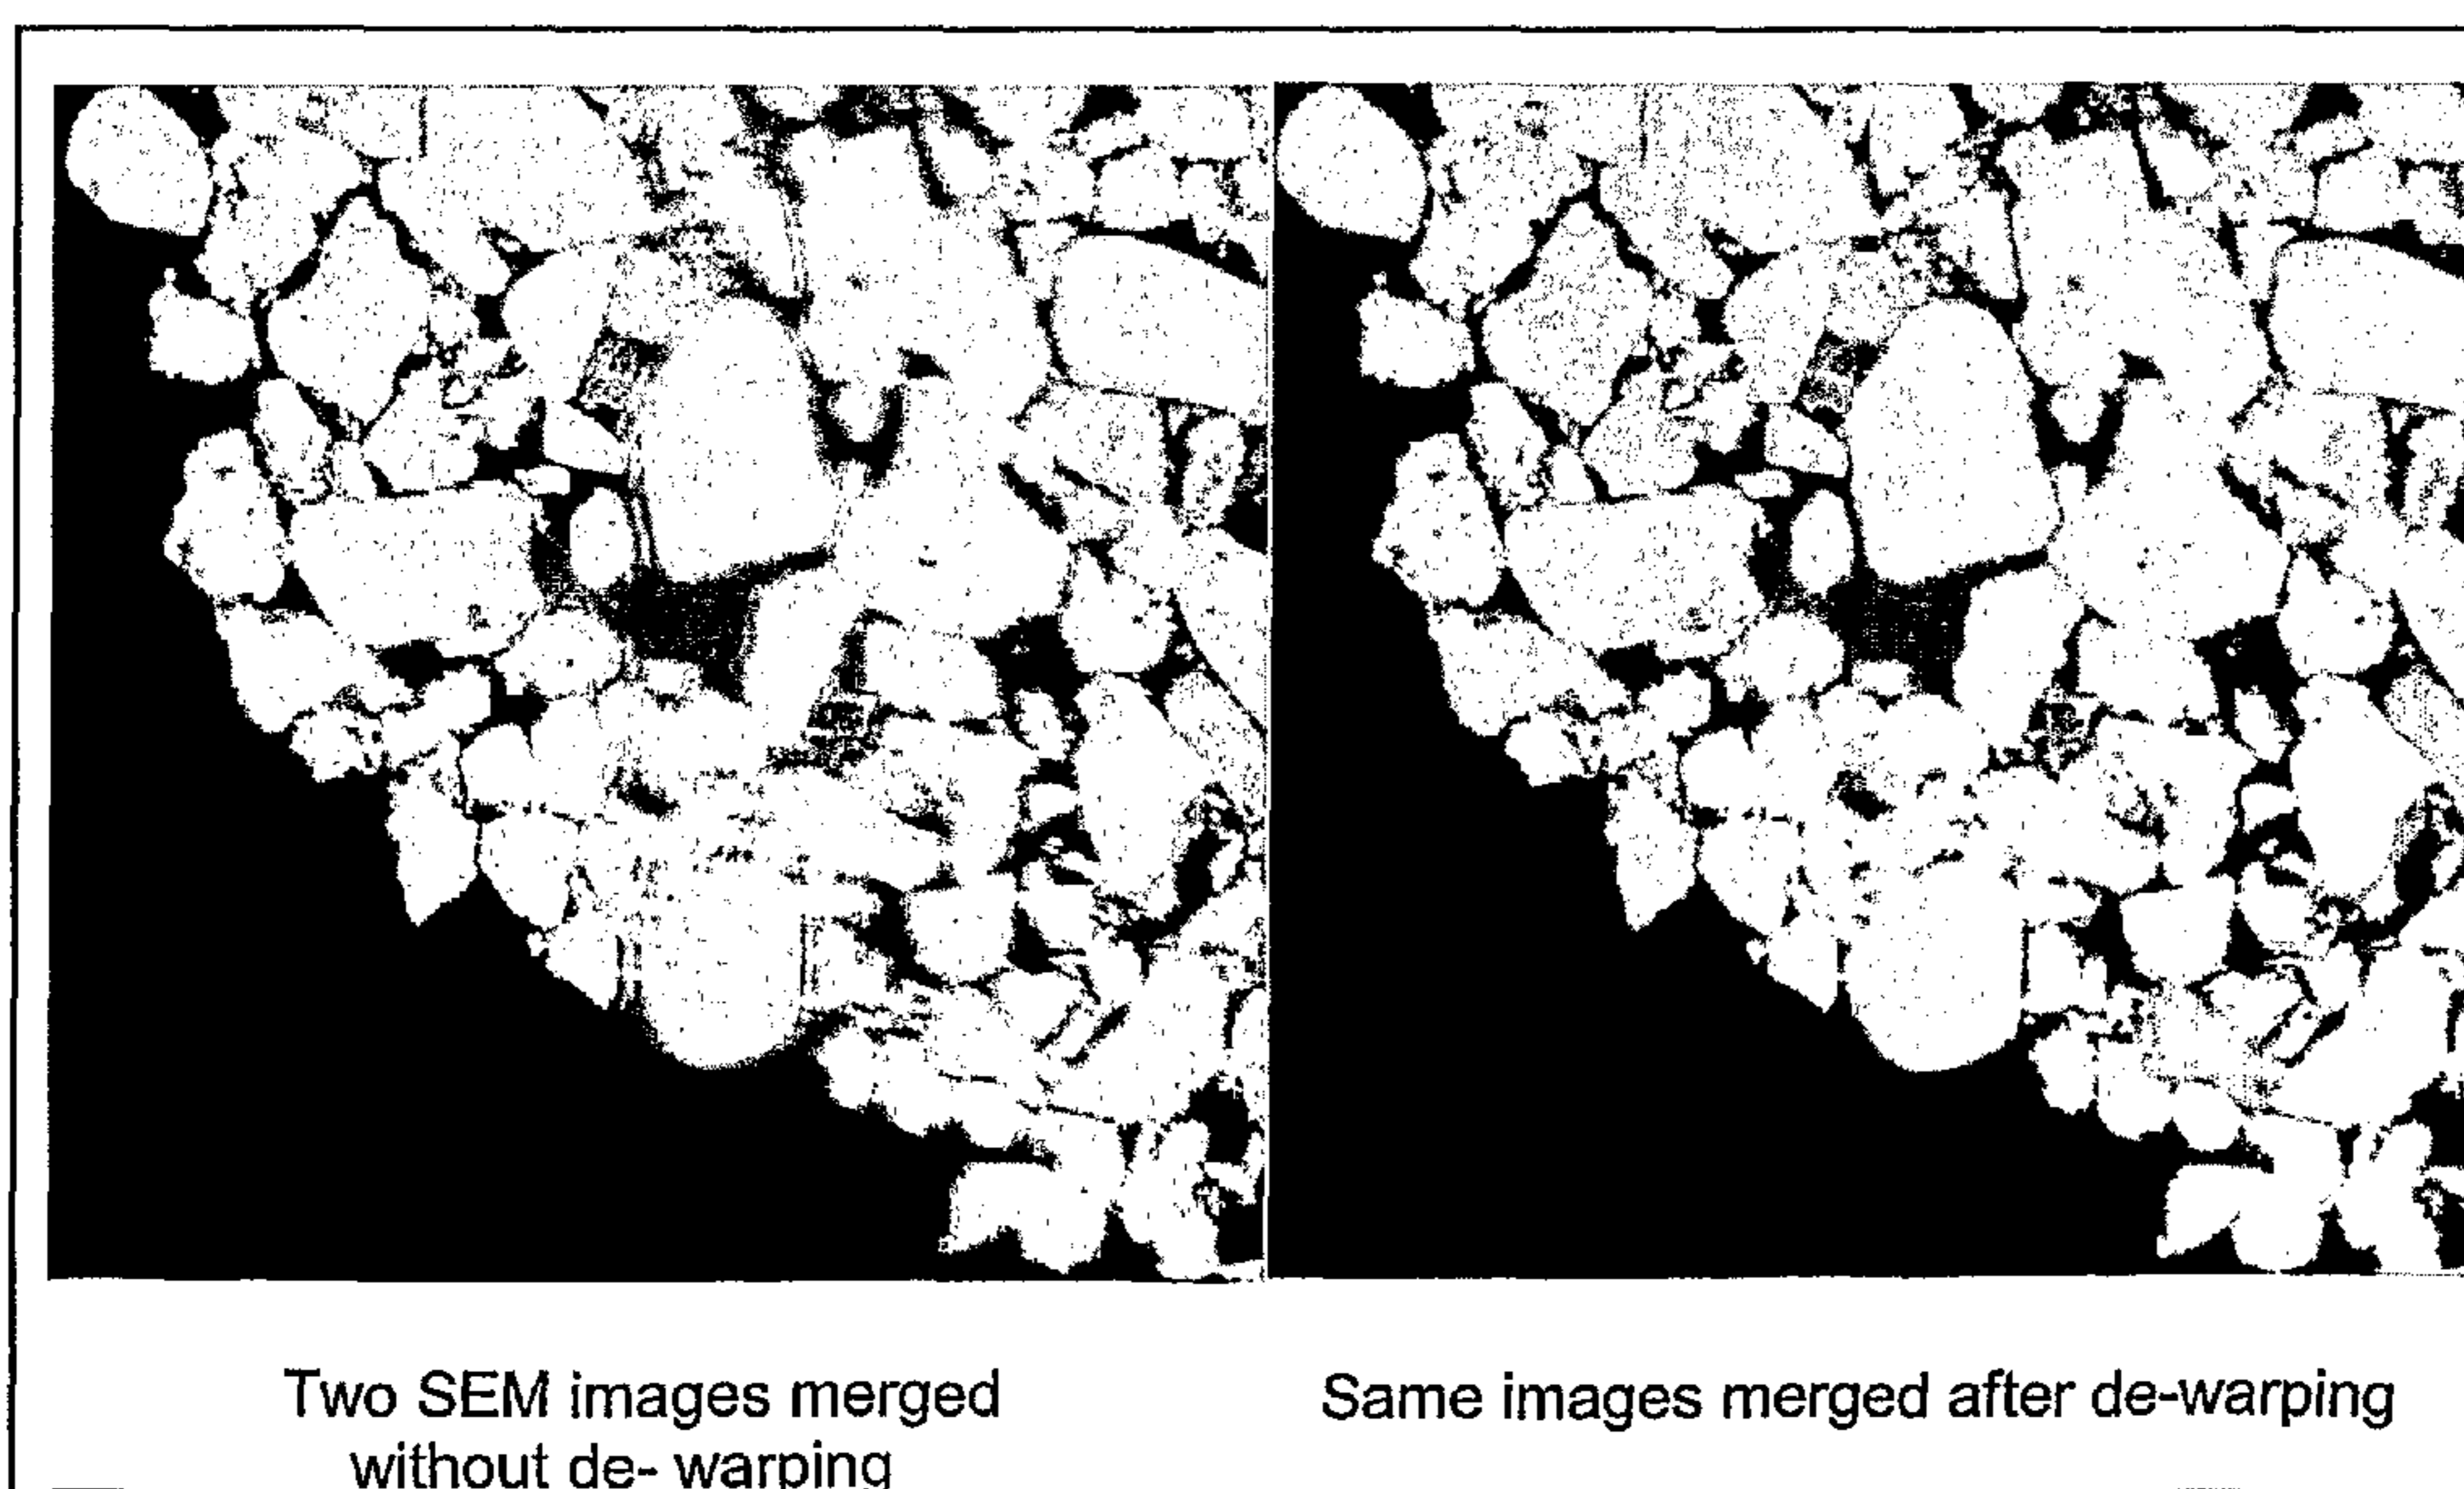 Two SEM images merged
without de- warping
Same images merged after de-warping